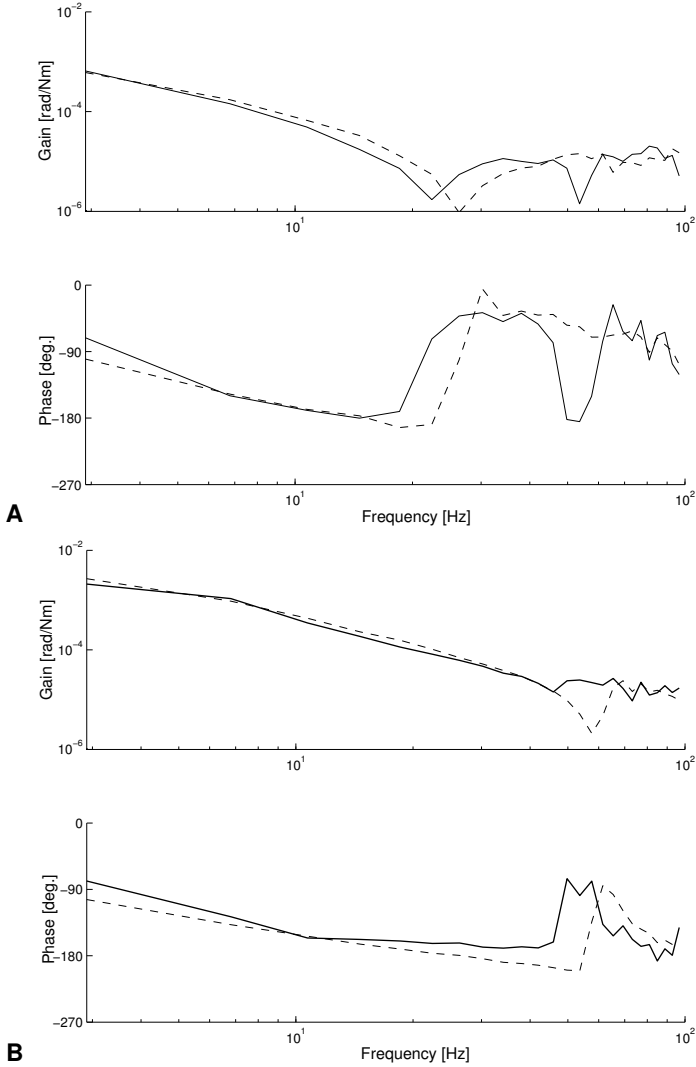 10⁻²
Gain [rad/Nm]
10⁻⁴
10⁻⁶
10¹
10²
0
Phase [deg.]
−90
−180
−270
10¹
10²
Frequency [Hz]
A
10⁻²
Gain [rad/Nm]
10⁻⁴
10⁻⁶
10¹
10²
0
Phase [deg.]
−90
−180
−270
10¹
10²
Frequency [Hz]
B